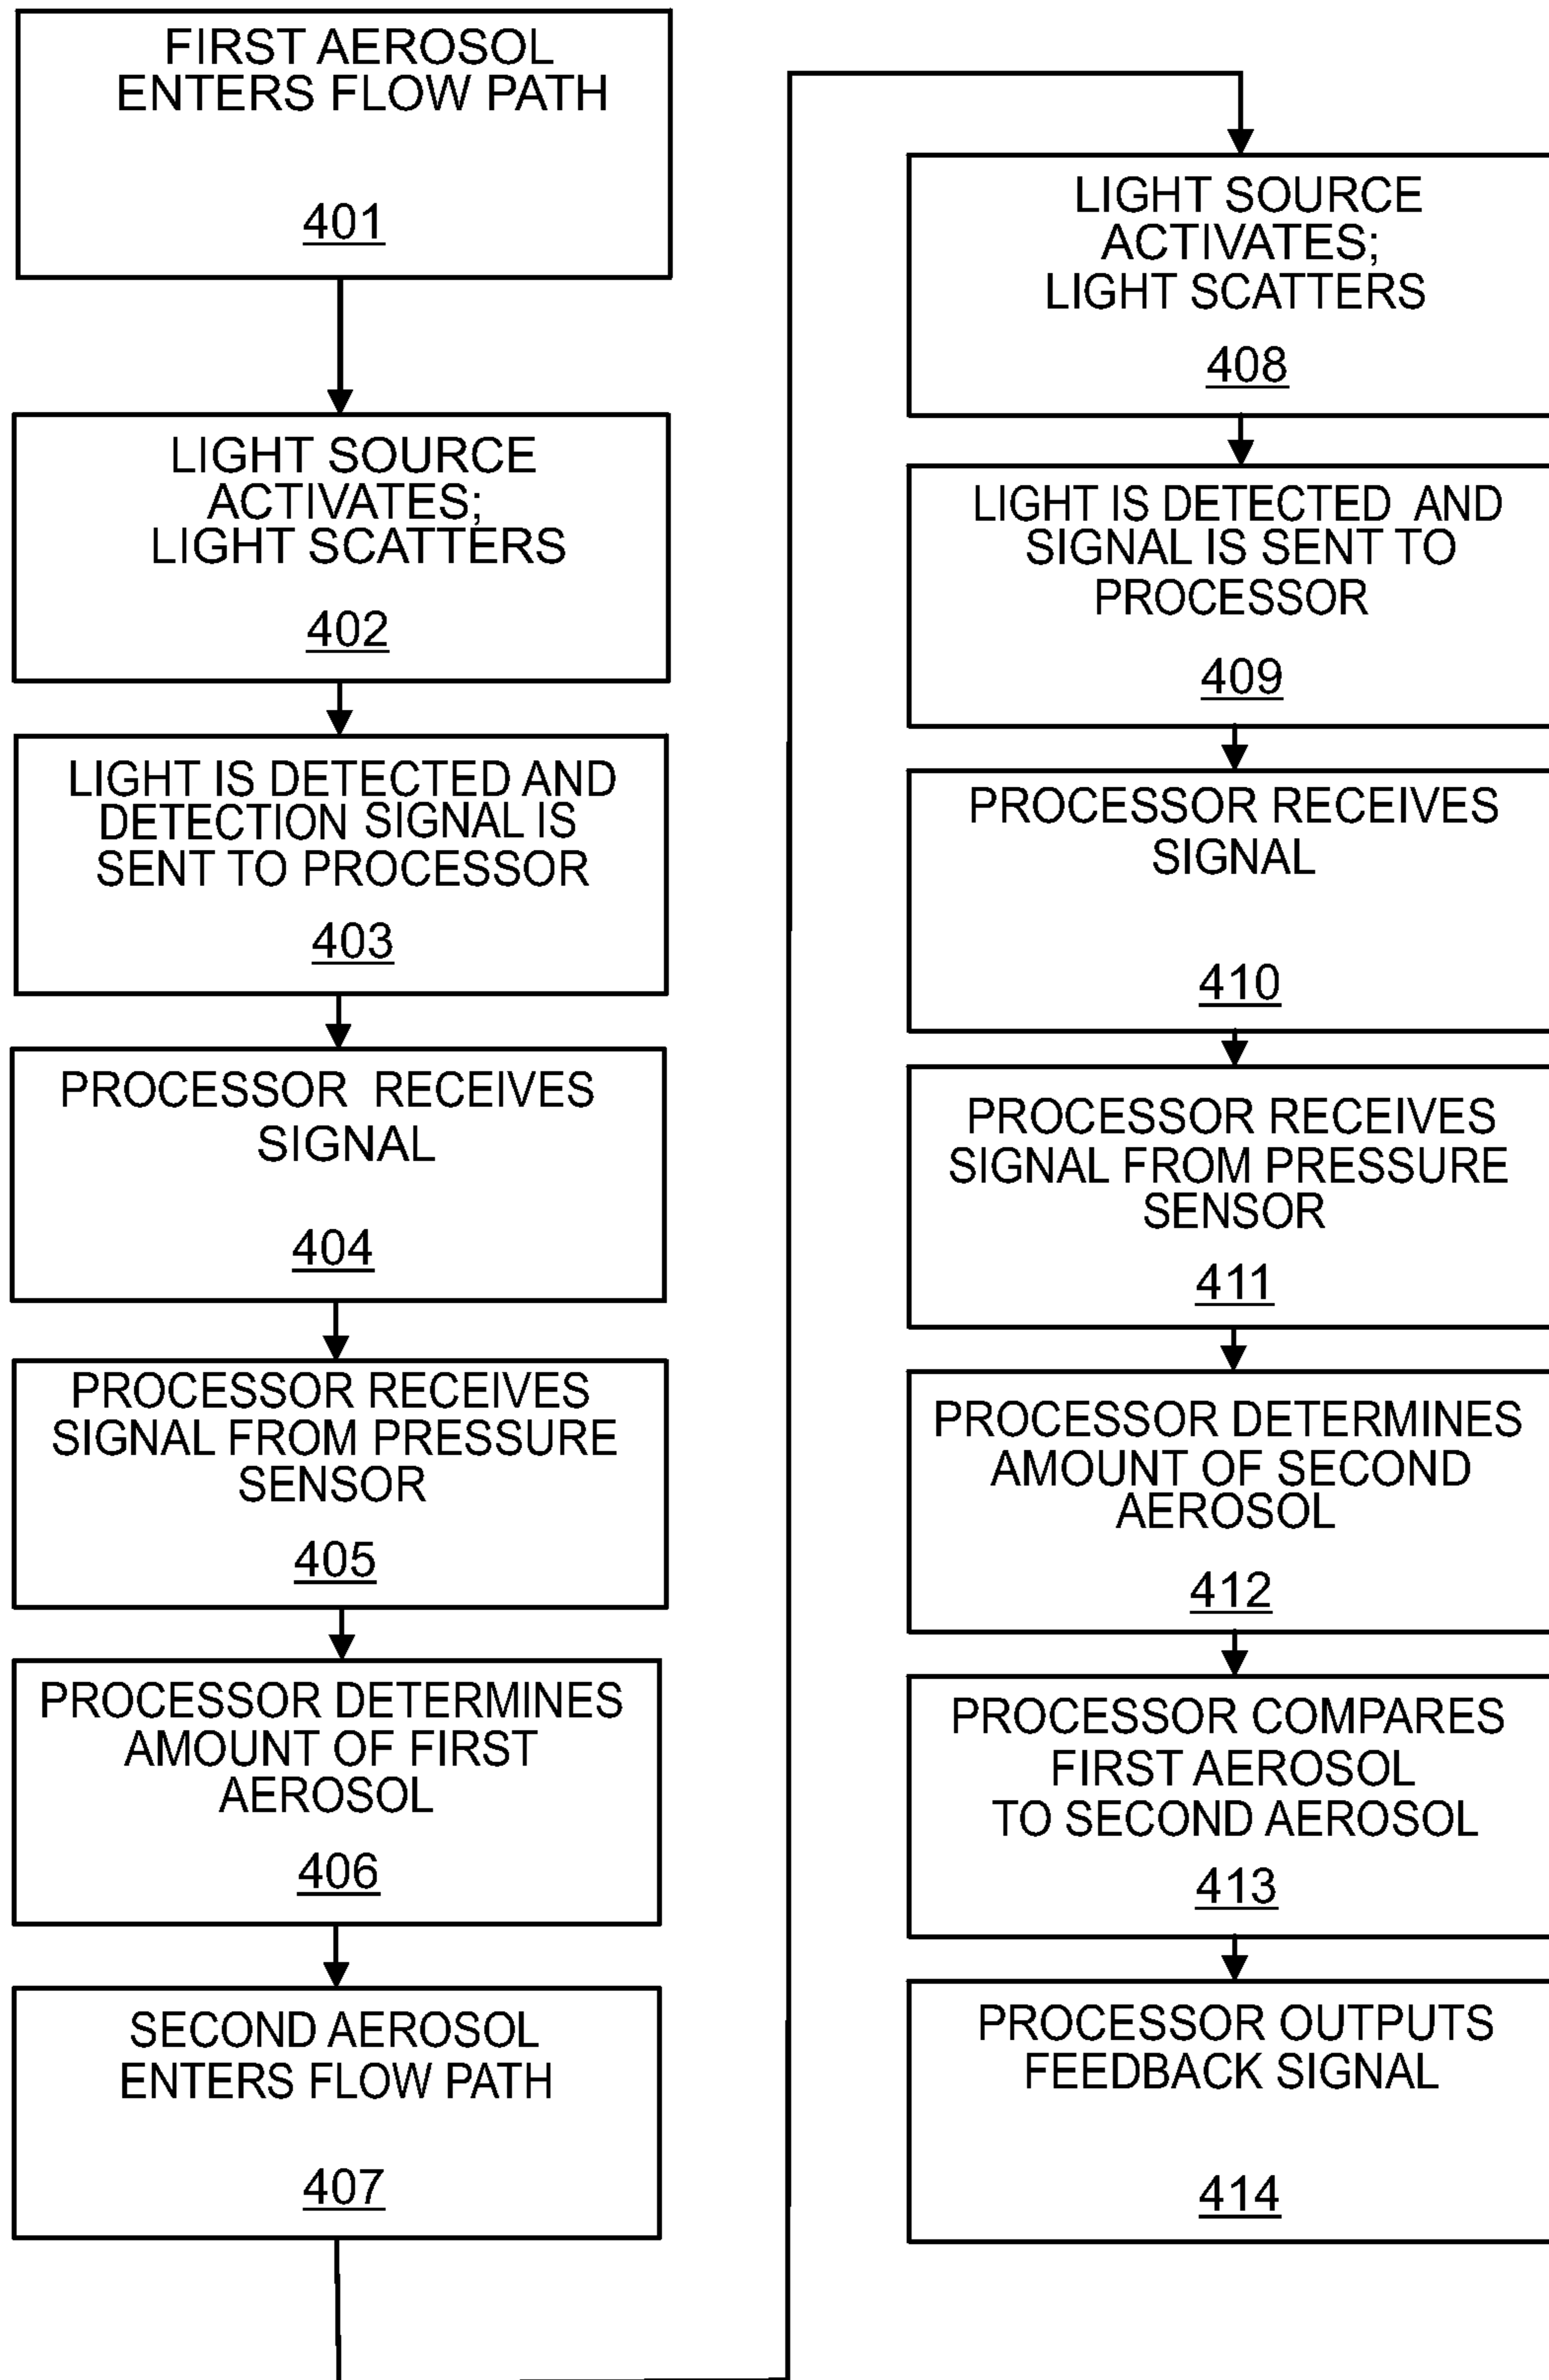 FIRST AEROSOL
ENTERS FLOW PATH
401
LIGHT SOURCE
ACTIVATES;
LIGHT SCATTERS
402
LIGHT IS DETECTED AND
DETECTION SIGNAL IS
SENT TO PROCESSOR
403
PROCESSOR RECEIVES
SIGNAL
404
PROCESSOR RECEIVES
SIGNAL FROM PRESSURE
SENSOR
405
PROCESSOR DETERMINES
AMOUNT OF FIRST
AEROSOL
406
SECOND AEROSOL
ENTERS FLOW PATH
407
LIGHT SOURCE
ACTIVATES;
LIGHT SCATTERS
408
LIGHT IS DETECTED AND
SIGNAL IS SENT TO
PROCESSOR
409
PROCESSOR RECEIVES
SIGNAL
410
PROCESSOR RECEIVES
SIGNAL FROM PRESSURE
SENSOR
411
PROCESSOR DETERMINES
AMOUNT OF SECOND
AEROSOL
412
PROCESSOR COMPARES
FIRST AEROSOL
TO SECOND AEROSOL
413
PROCESSOR OUTPUTS
FEEDBACK SIGNAL
414